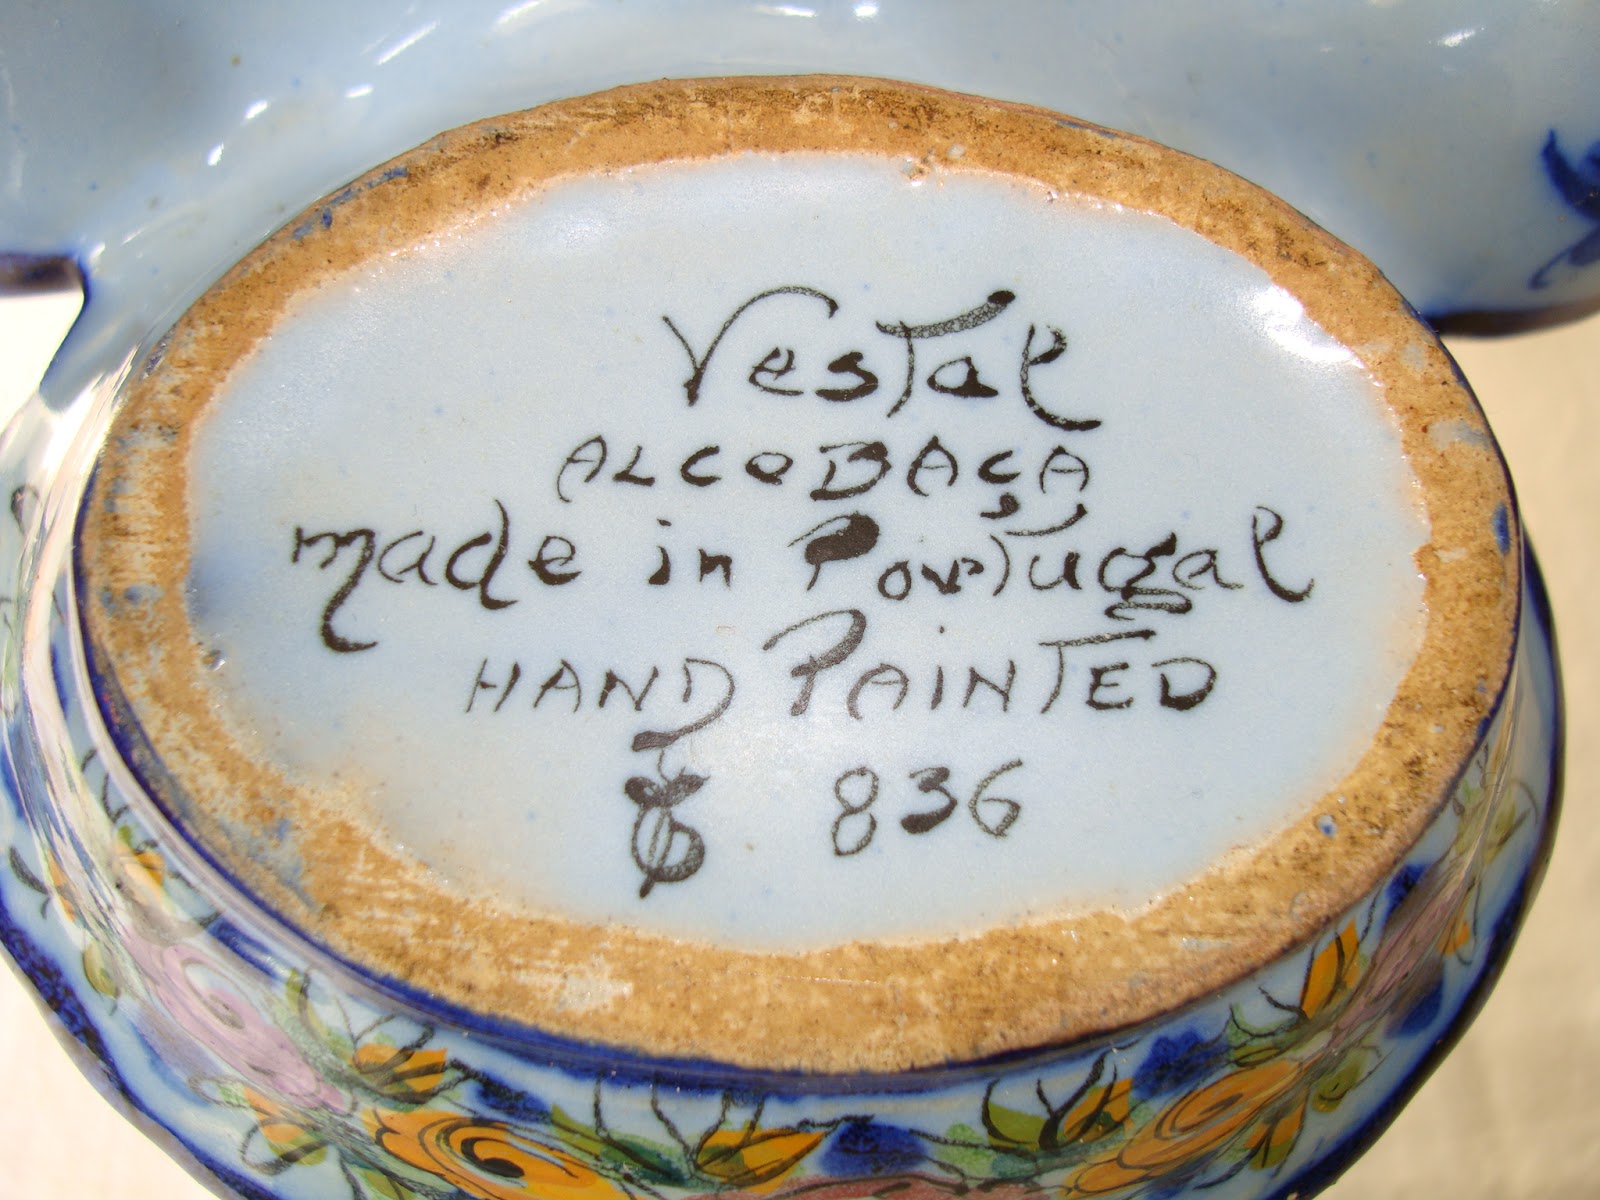 Vestal
ALCOBAÇA
made in Portugal
HAND PAINTED
836